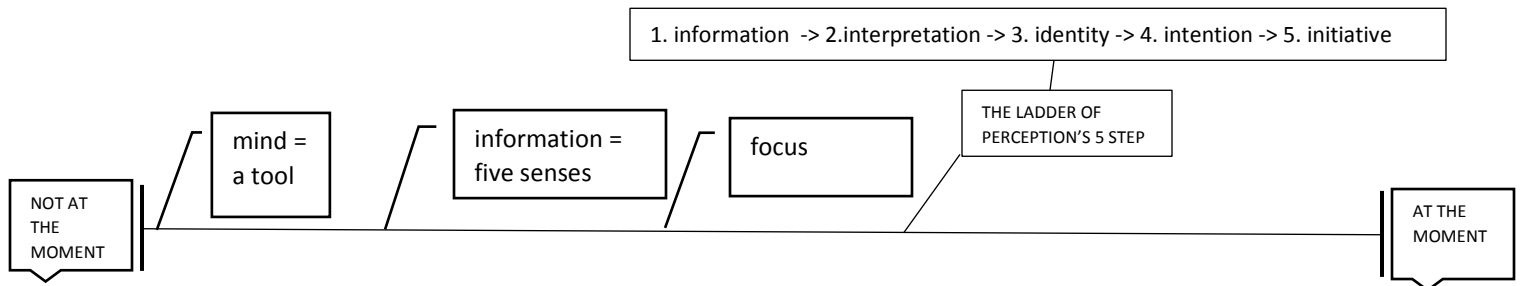 1. information -> 2.interpretation -> 3. identity -> 4. intention -> 5. initiative
THE LADDER OF
PERCEPTION'S 5 STEP
mind =
a tool
information =
five senses
focus
NOT AT
THE
MOMENT
AT THE
MOMENT